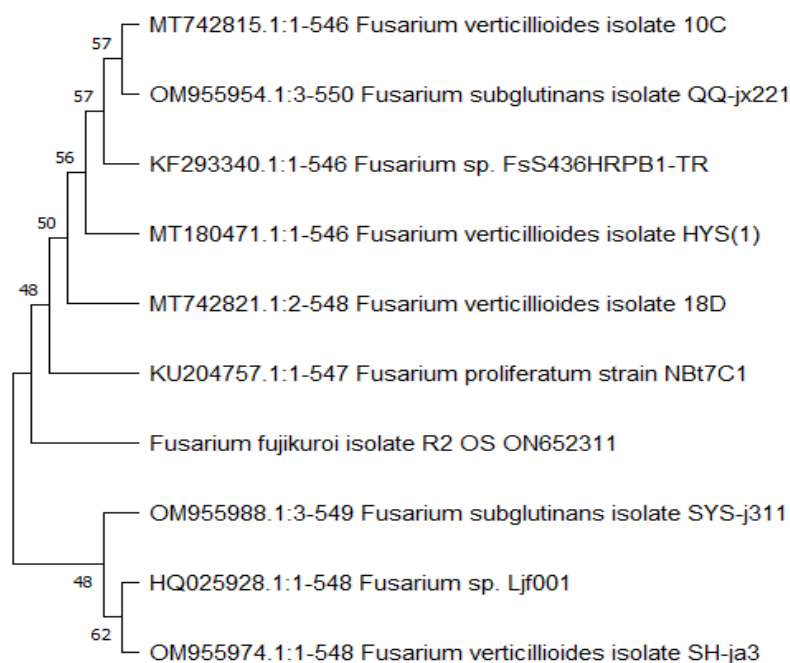 57
MT742815.1:1-546 Fusarium verticillioides isolate 10C
57
OM955954.1:3-550 Fusarium subglutinans isolate QQ-jx221
56
KF293340.1:1-546 Fusarium sp. FsS436HRPB1-TR
50
MT180471.1:1-546 Fusarium verticillioides isolate HYS(1)
48
MT742821.1:2-548 Fusarium verticillioides isolate 18D
KU204757.1:1-547 Fusarium proliferatum strain NBt7C1
Fusarium fujikuroi isolate R2 OS ON652311
OM955988.1:3-549 Fusarium subglutinans isolate SYS-j311
48
HQ025928.1:1-548 Fusarium sp. Ljf001
62
OM955974.1:1-548 Fusarium verticillioides isolate SH-ja3